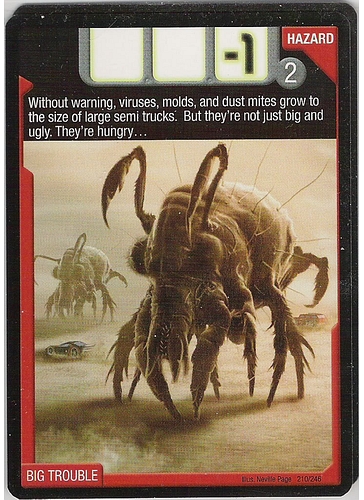 -1
HAZARD
2
Without warning, viruses, molds, and dust mites grow to
the size of large semi trucks. But they're not just big and
ugly. They're hungry...
BIG TROUBLE
Illus. Neville Page 210/246